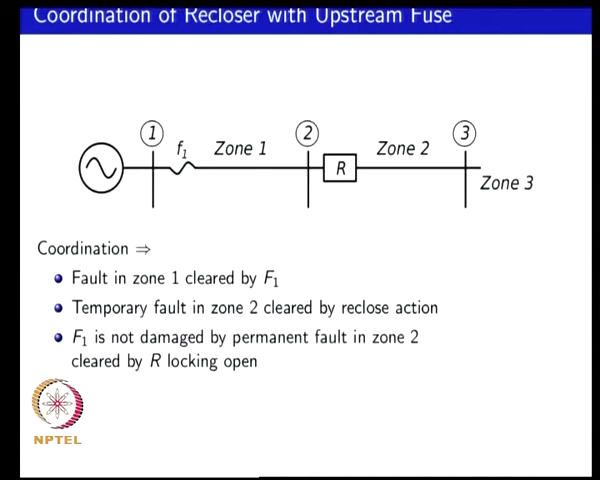 Coordination of Recloser with Upstream Fuse
1 f1 Zone 1 2 R Zone 2 3
Zone 3
Coordination ⇒
Fault in zone 1 cleared by F1
Temporary fault in zone 2 cleared by reclose action
F1 is not damaged by permanent fault in zone 2
cleared by R locking open
NPTEL